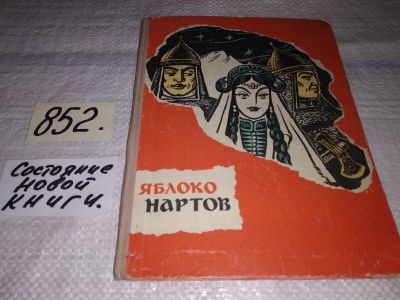 852.
Состояние
Новой
книги.
ЯБЛОКО
НАРТОВ